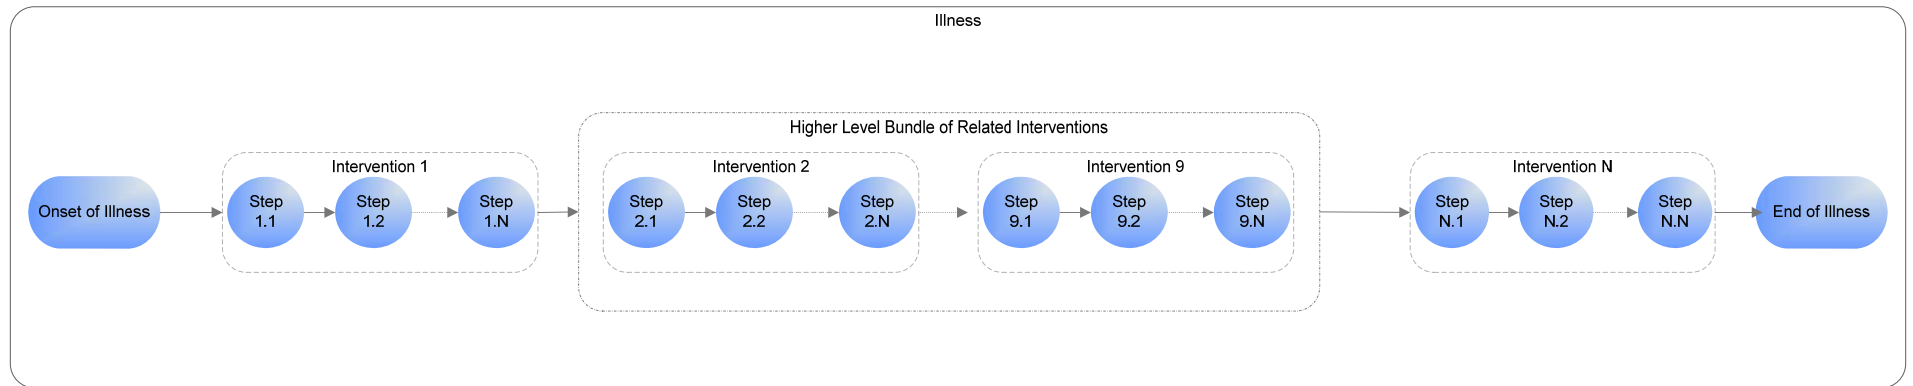 Illness
Higher Level Bundle of Related Interventions
Intervention 1
Intervention 2
Intervention 9
Intervention N
Onset of Illness
Step
1.1
Step
1.2
Step
1.N
Step
2.1
Step
2.2
Step
2.N
Step
9.1
Step
9.2
Step
9.N
Step
N.1
Step
N.2
Step
N.N
End of Illness